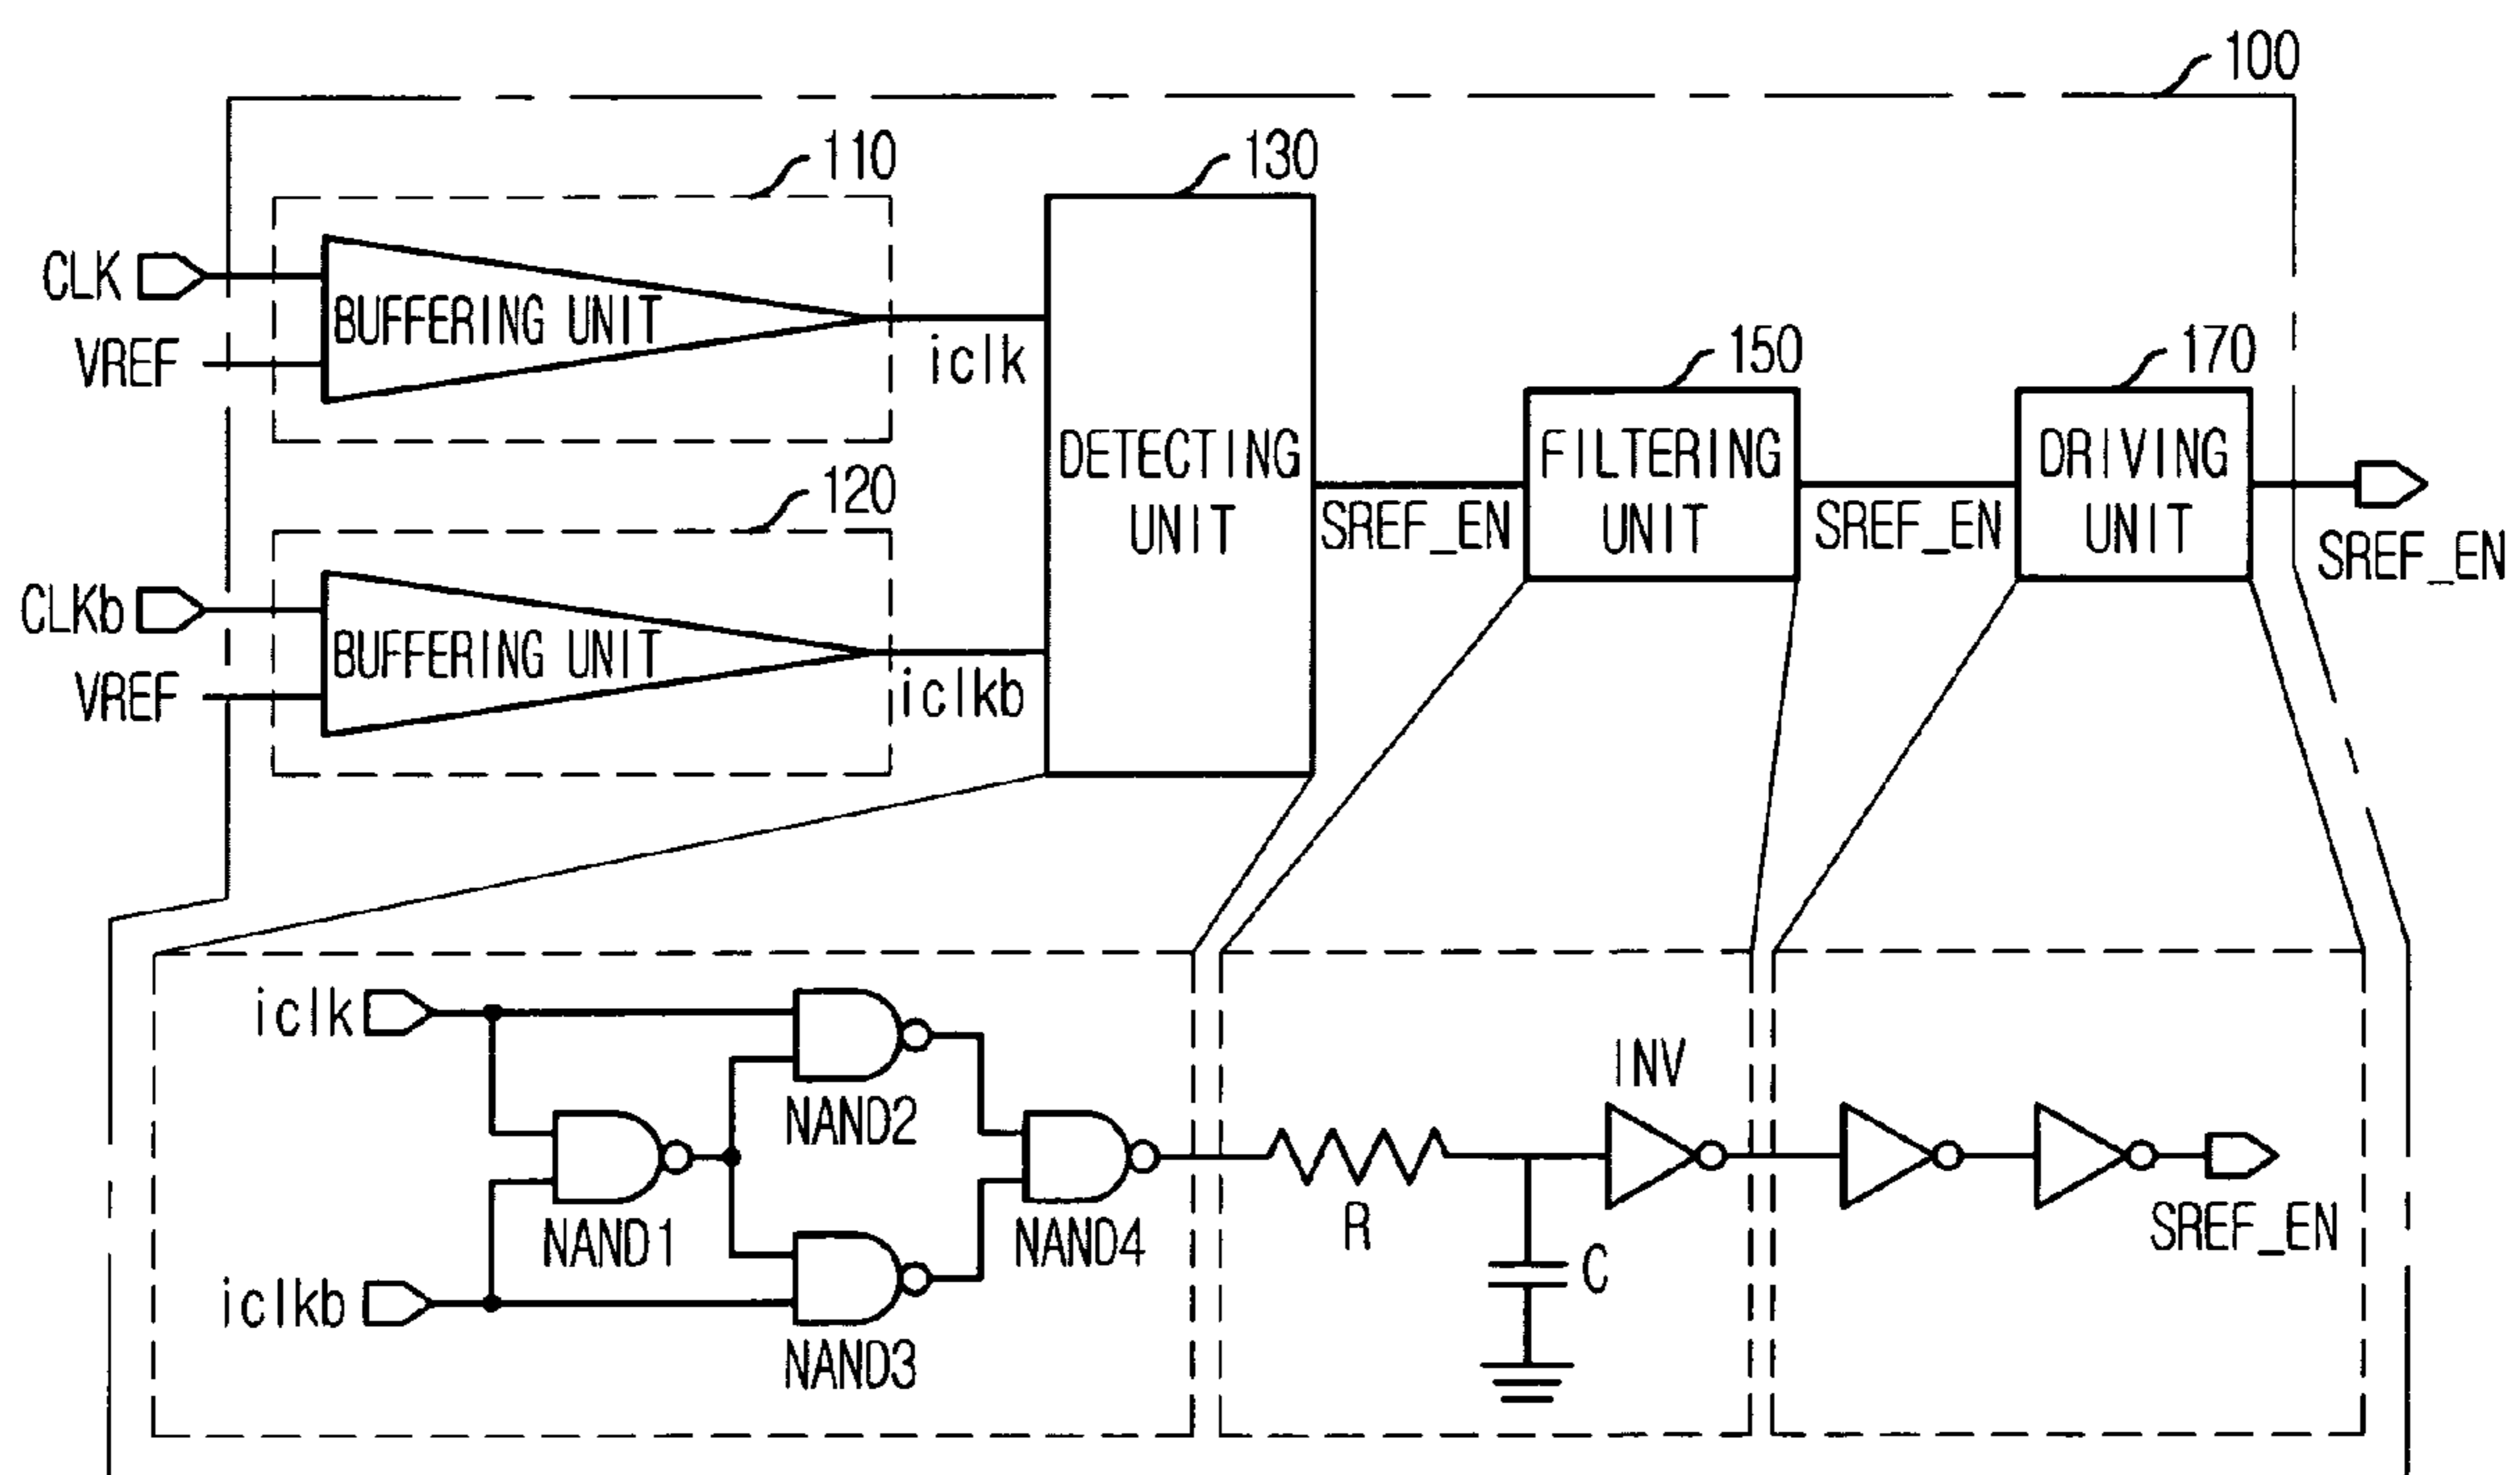 100
110
130
CLK
BUFFERING UNIT
VREF
iclk
150
170
DETECTING
UNIT
FILTERING
UNIT
DRIVING
UNIT
120
SREF_EN
SREF_EN
SREF_EN
CLKb
BUFFERING UNIT
VREF
iclkb
iclk
INV
NAND2
NAND1
NAND4
R
SREF_EN
C
iclkb
NAND3